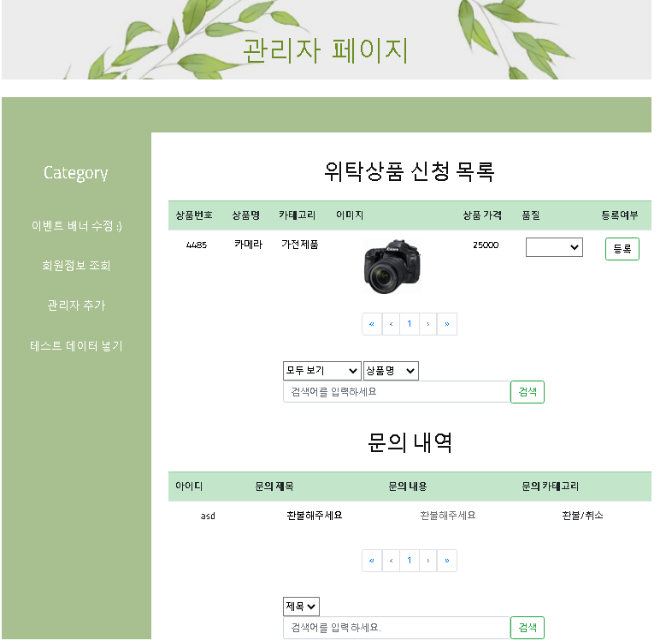 관리자 페이지
Category
이벤트 배너 수정 :)
회원정보 조회
관리자 추가
테스트 데이터 넣기
위탁상품 신청 목록
상품번호 상품명 카테고리 이미지 상품 가격 품질 등록여부
4485 카메라 가전제품 25000 등록
« ‹ 1 › »
모두 보기 상품명
검색어를 입력하세요 검색
문의 내역
아이디 문의 제목 문의 내용 문의 카테고리
asd 환불해주세요 환불해주세요 환불/취소
« ‹ 1 › »
제목
검색어를 입력하세요. 검색